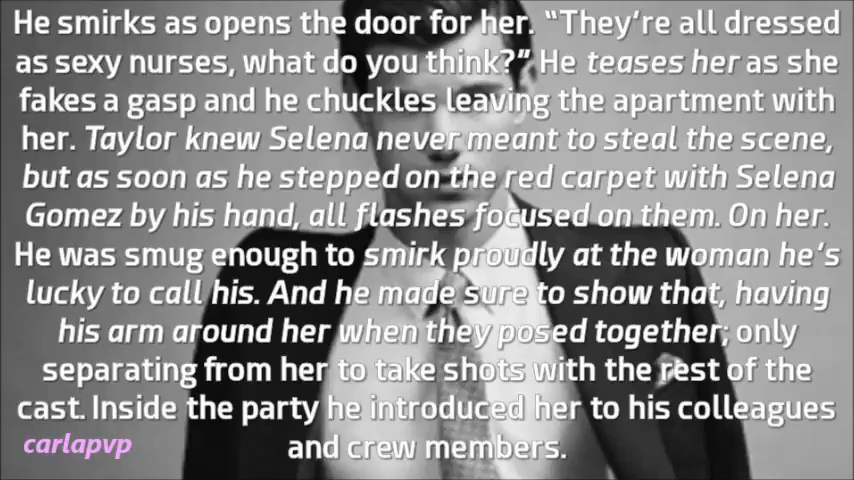 He smirks as opens the door for her. “They’re all dressed
as sexy nurses, what do you think?” He teases her as she
fakes a gasp and he chuckles leaving the apartment with
her. Taylor knew Selena never meant to steal the scene,
but as soon as he stepped on the red carpet with Selena
Gomez by his hand, all flashes focused on them. On her.
He was smug enough to smirk proudly at the woman he’s
lucky to call his. And he made sure to show that, having
his arm around her when they posed together; only
separating from her to take shots with the rest of the
cast. Inside the party he introduced her to his colleagues
and crew members.
carlapvp